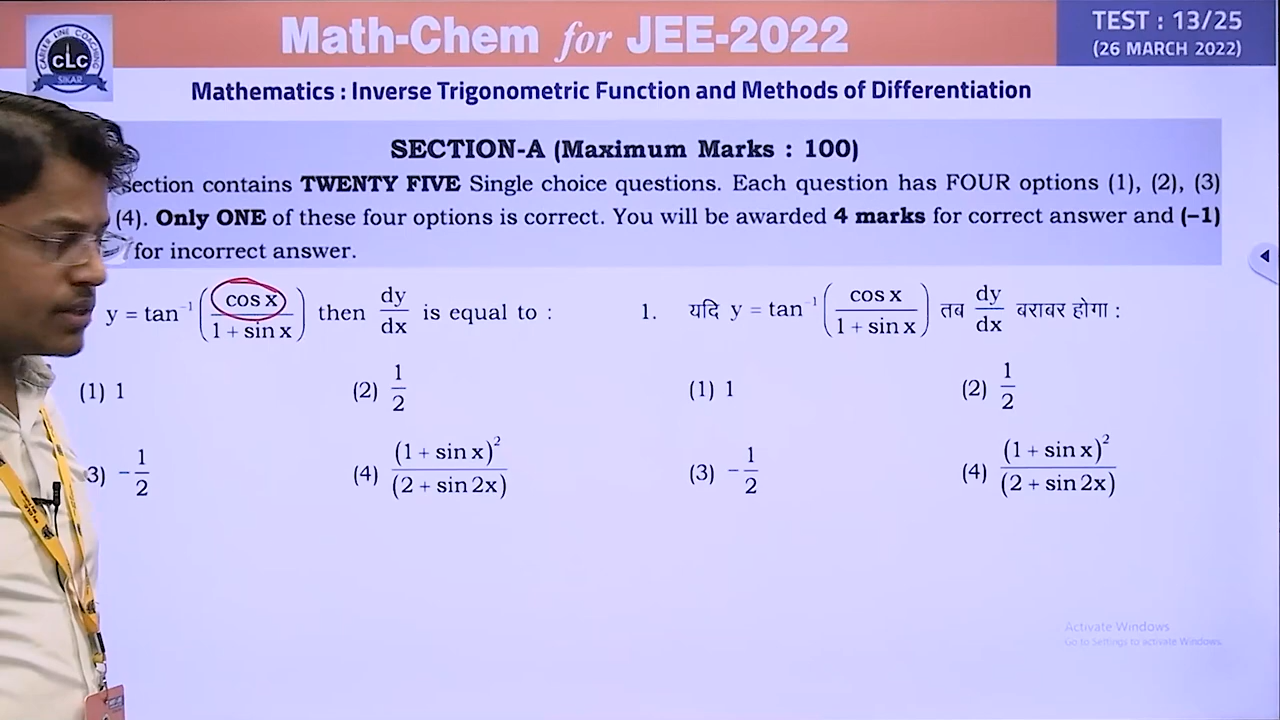 CAREER LINE COACHING
CLC
SIKAR
Math-Chem for JEE-2022
TEST : 13/25
(26 MARCH 2022)
Mathematics : Inverse Trigonometric Function and Methods of Differentiation
SECTION-A (Maximum Marks : 100)
section contains TWENTY FIVE Single choice questions. Each question has FOUR options (1), (2), (3)
(4). Only ONE of these four options is correct. You will be awarded 4 marks for correct answer and (–1)
for incorrect answer.
y = tan⁻¹ (cos x / 1 + sin x) then dy/dx is equal to :
(1) 1 (2) 1/2
3) –1/2 (4) (1 + sin x)² / (2 + sin 2x)
1. यदि y = tan⁻¹ (cos x / 1 + sin x) तब dy/dx बराबर होगा :
(1) 1 (2) 1/2
(3) –1/2 (4) (1 + sin x)² / (2 + sin 2x)
Activate Windows
Go to Settings to activate Windows.